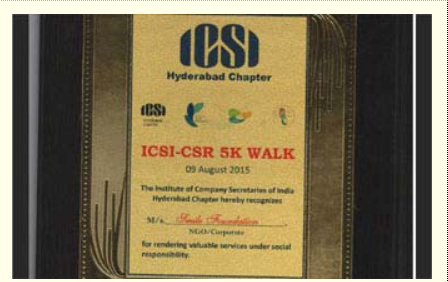 ICSI
Hyderabad Chapter
ICSI
ICSI-CSR 5K WALK
09 August 2015
The Institute of Company Secretaries of India
Hyderabad Chapter hereby recognizes
M/s. Smile Foundation,
NGO/Corporate
for rendering valuable services under social
responsibility.